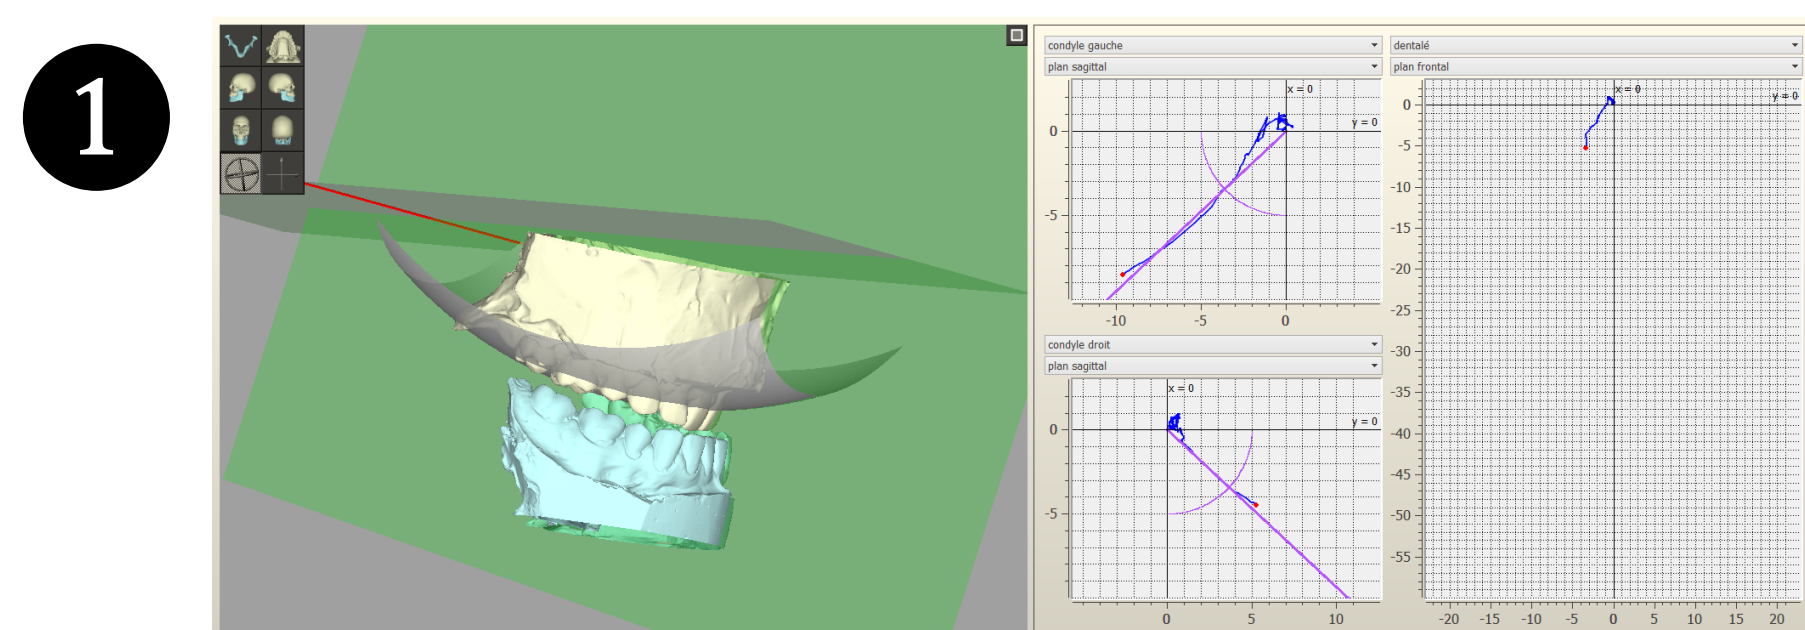 1
condyle gauche
plan sagittal
x = 0
y = 0
0
-5
-10 -5 0
condyle droit
plan sagittal
x = 0
y = 0
0
-5
0 5 10
dentalé
plan frontal
x = 0
y = 0
0
-5
-10
-15
-20
-25
-30
-35
-40
-45
-50
-55
-20 -15 -10 -5 0 5 10 15 20